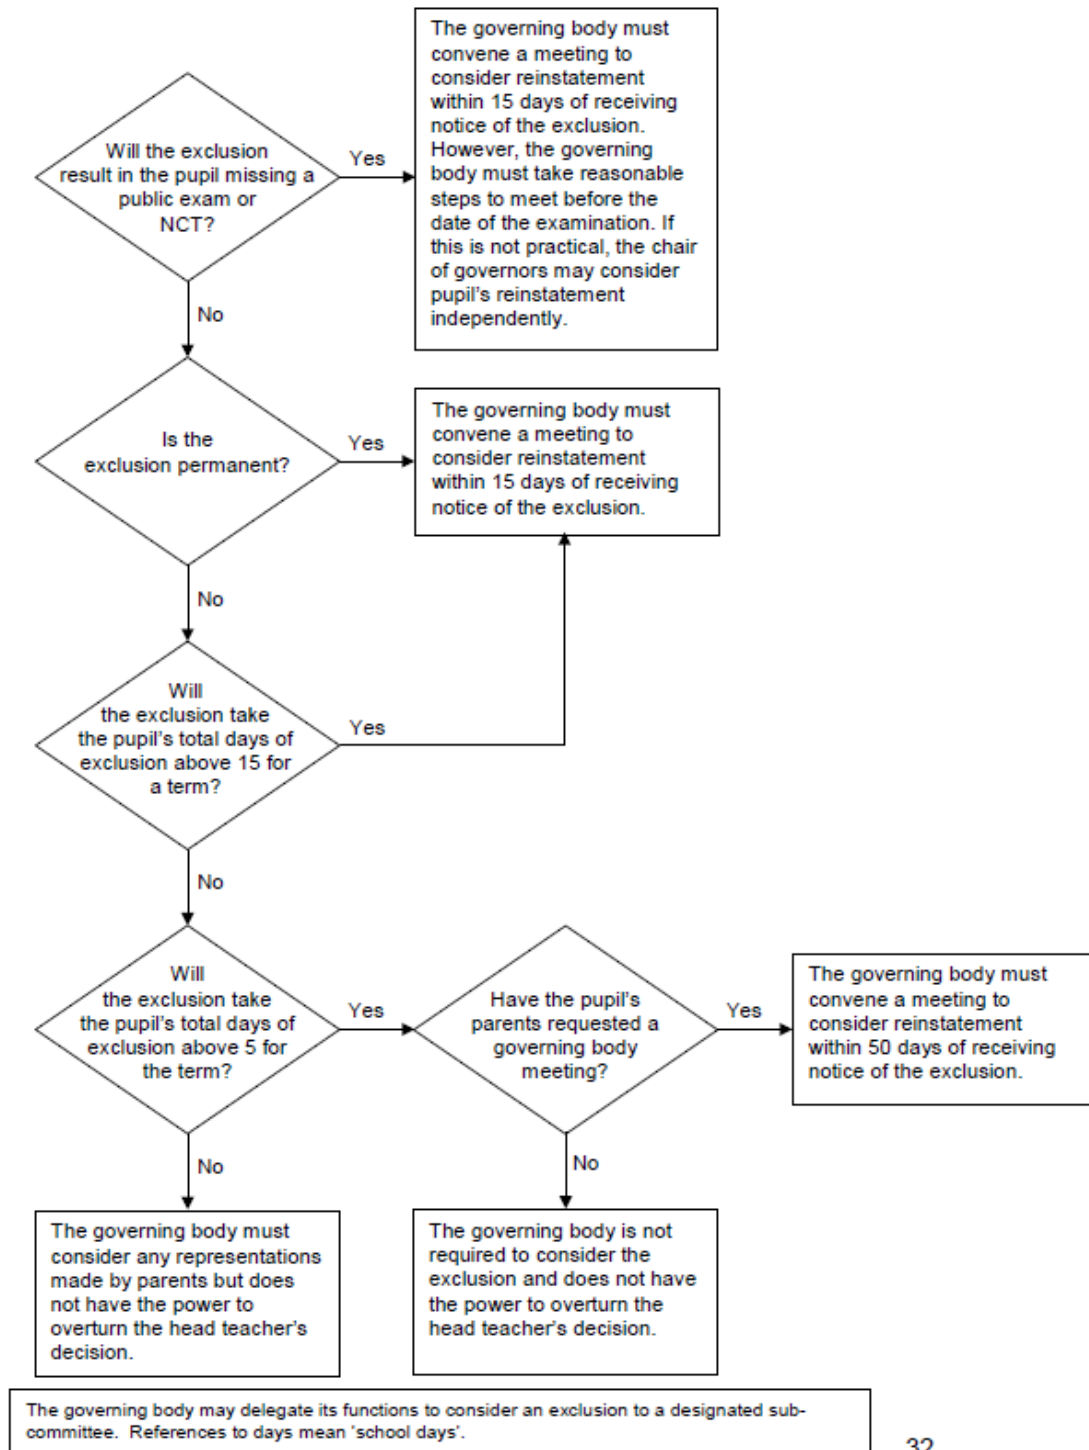 The governing body must
convene a meeting to
consider reinstatement
within 15 days of receiving
notice of the exclusion.
However, the governing
body must take reasonable
steps to meet before the
date of the examination. If
this is not practical, the chair
of governors may consider
pupil's reinstatement
independently.
Will the exclusion
result in the pupil missing a
public exam or
NCT?
Yes
No
Is the
exclusion permanent?
Yes
The governing body must
convene a meeting to
consider reinstatement
within 15 days of receiving
notice of the exclusion.
No
Will
the exclusion take
the pupil's total days of
exclusion above 15 for
a term?
Yes
No
Will
the exclusion take
the pupil's total days of
exclusion above 5 for
the term?
Yes
Have the pupil's
parents requested a
governing body
meeting?
Yes
The governing body must
convene a meeting to
consider reinstatement
within 50 days of receiving
notice of the exclusion.
No
No
The governing body must
consider any representations
made by parents but does
not have the power to
overturn the head teacher's
decision.
The governing body is not
required to consider the
exclusion and does not have
the power to overturn the
head teacher's decision.
The governing body may delegate its functions to consider an exclusion to a designated sub-
committee.  References to days mean 'school days'.
32